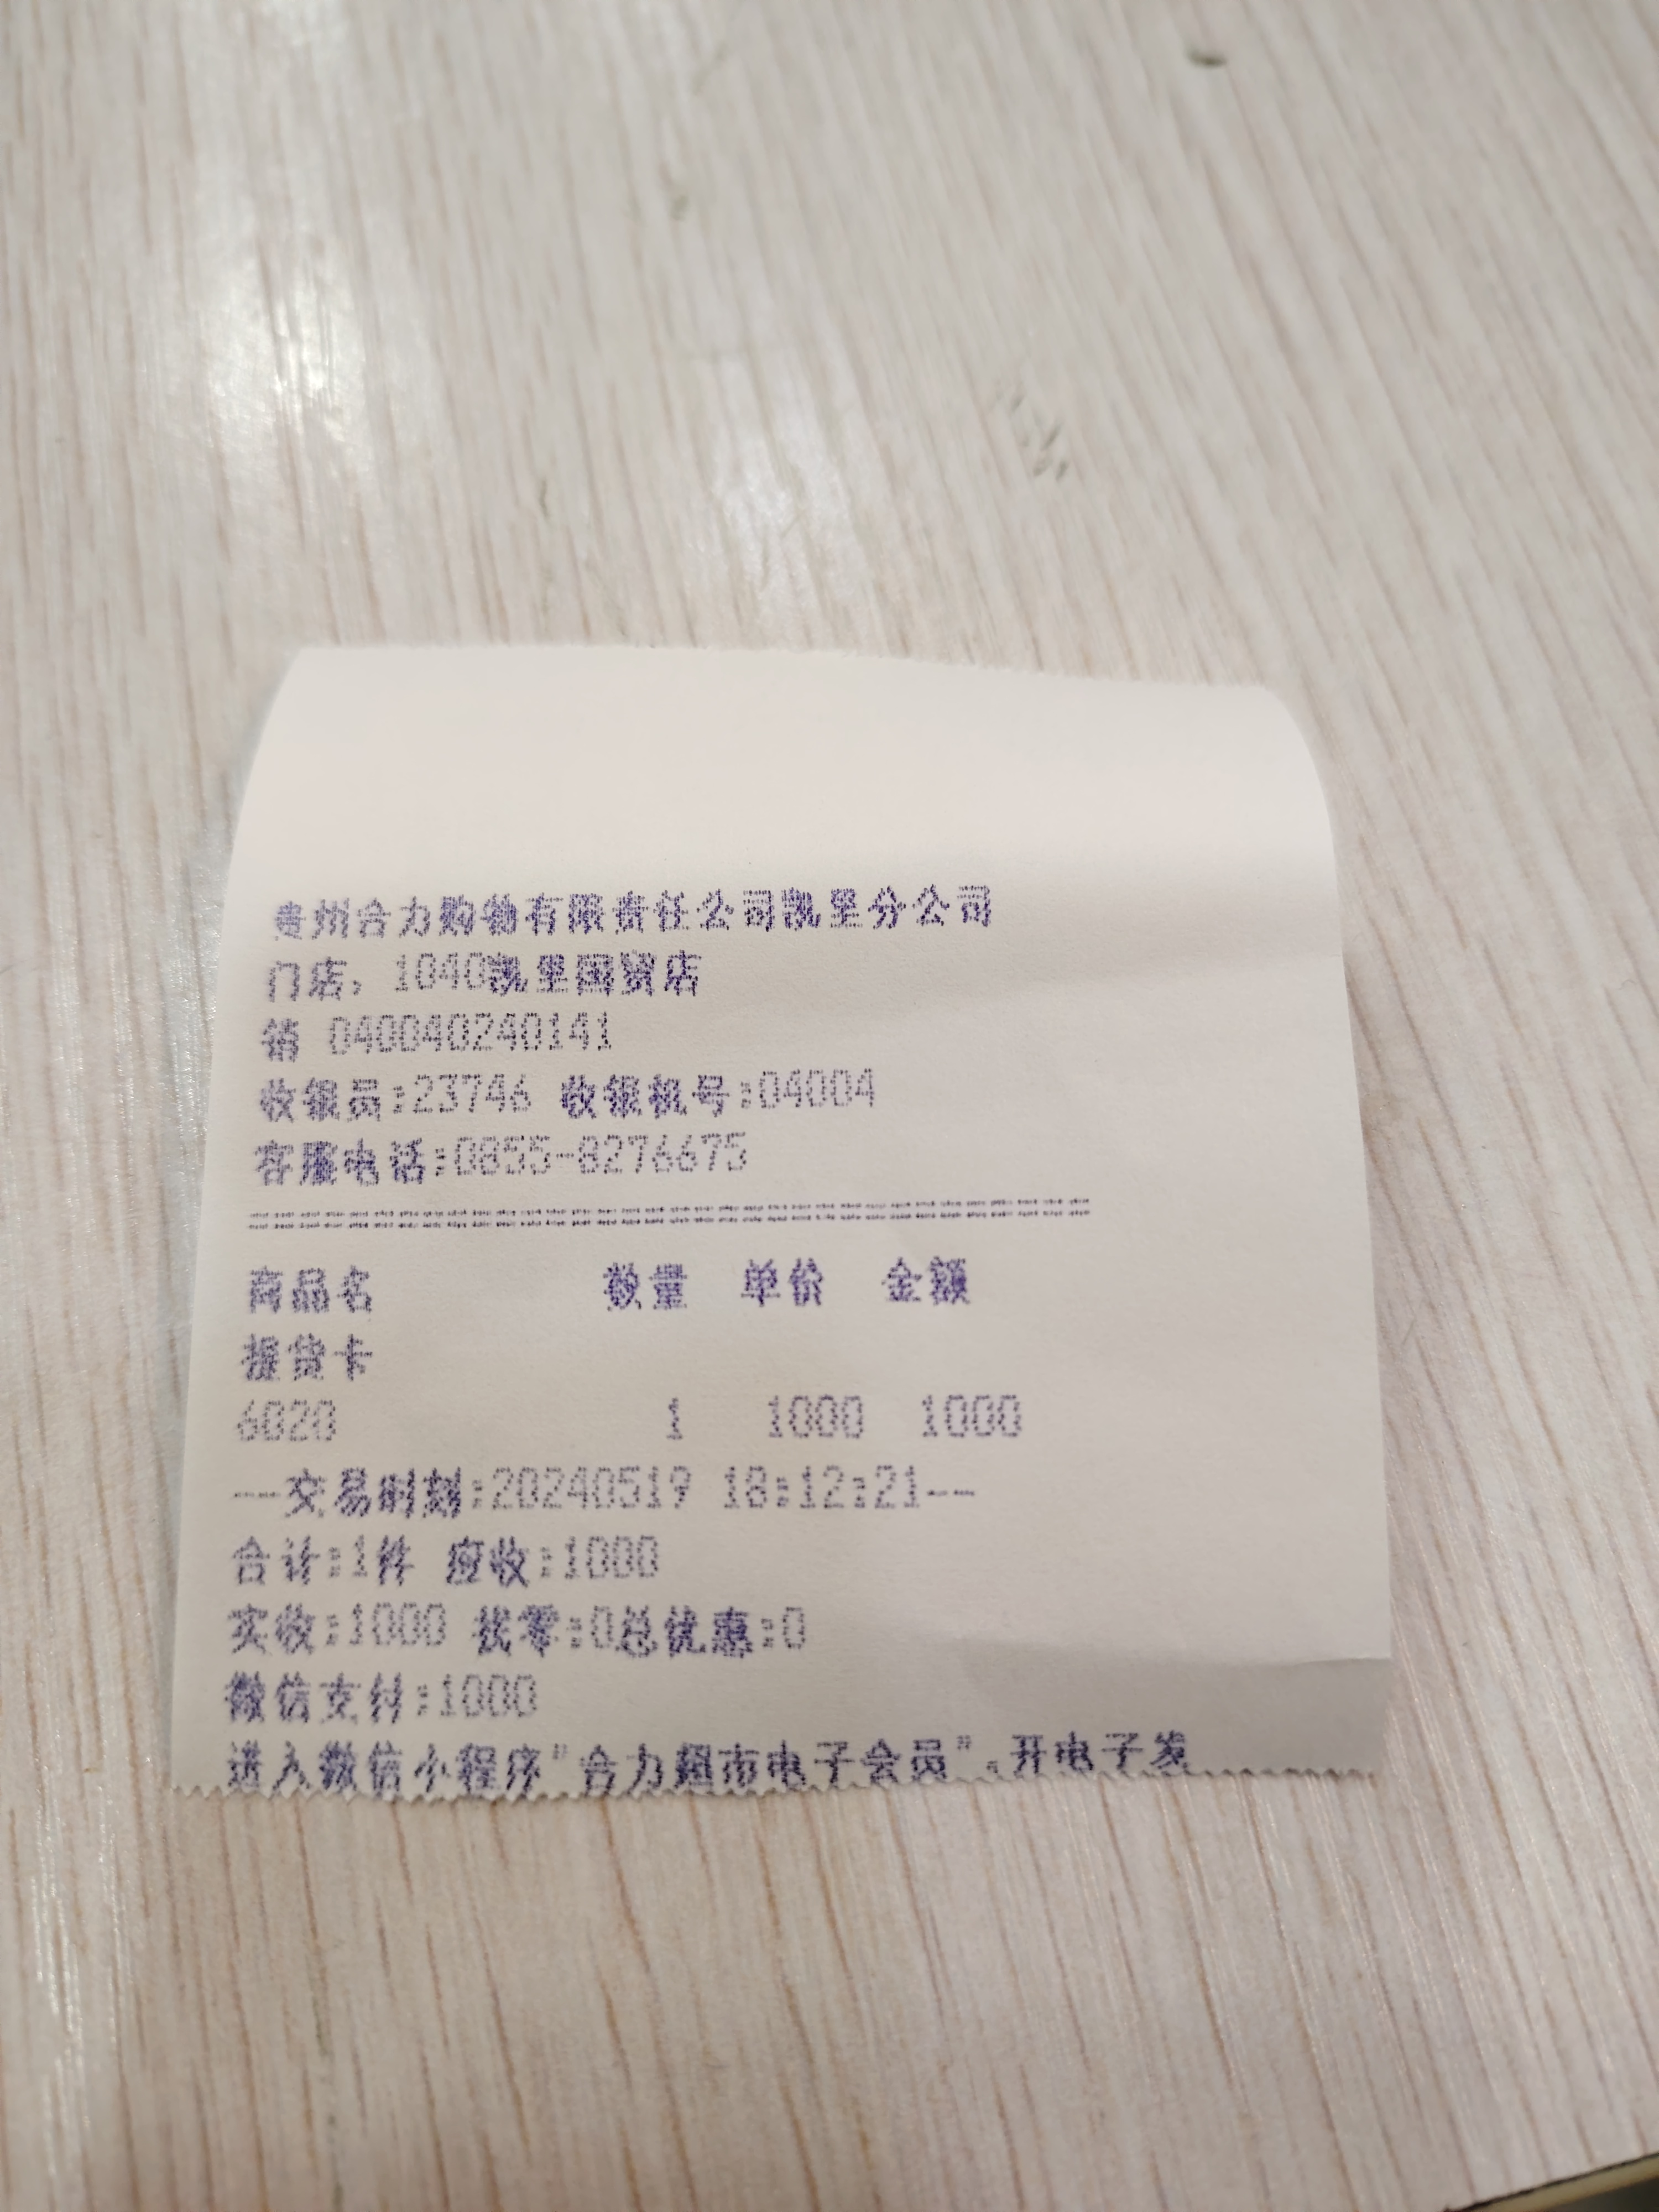 贵州合力购物有限责任公司凯里分公司
门店，1040凯里国贸店
销 040040240141
收银员:23746 收银机号:04004
客服电话:0855-8276675
商品名 数量 单价 金额
提货卡
6020 1 1000 1000
——交易时刻:20240519 18:12:21--
合计:1件 应收:1000
实收:1000 找零:0总优惠:0
微信支付:1000
进入微信小程序"合力超市电子会员"，开电子发